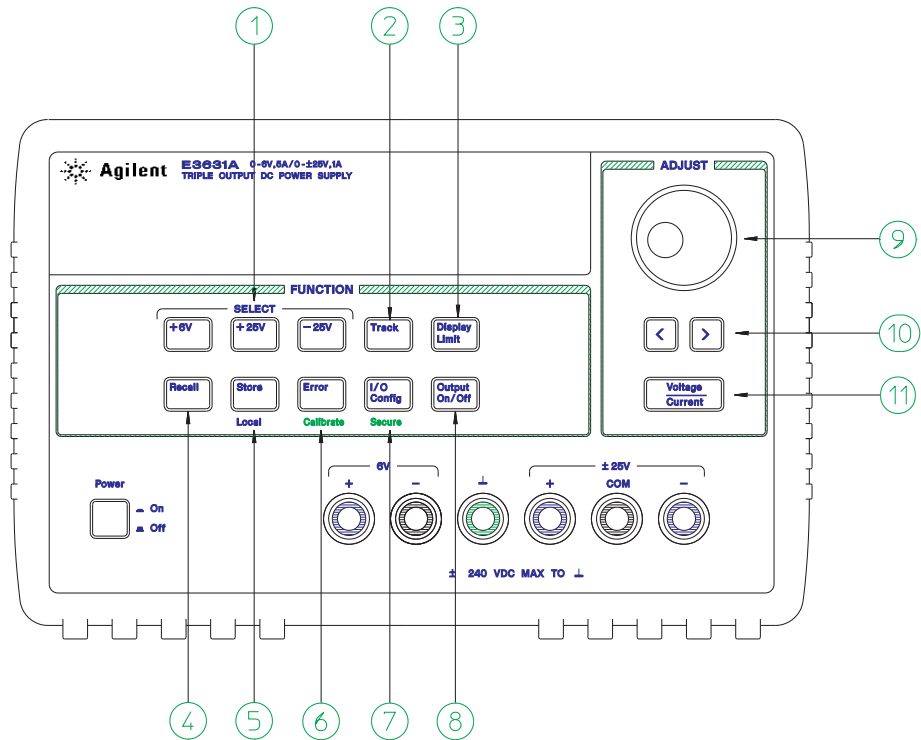 1 2 3
Agilent E3631A 0-6V,5A/0-±25V,1A
TRIPLE OUTPUT DC POWER SUPPLY
ADJUST
9
FUNCTION
SELECT
+6V +25V −25V Track Display Limit
< >
10
Recall Store Error I/O Config Output On/Off
Voltage
Current
11
Local Calibrate Secure
6V ±25V
Power
+ − ⏚ + COM −
On
Off
± 240 VDC MAX TO ⏚
4 5 6 7 8